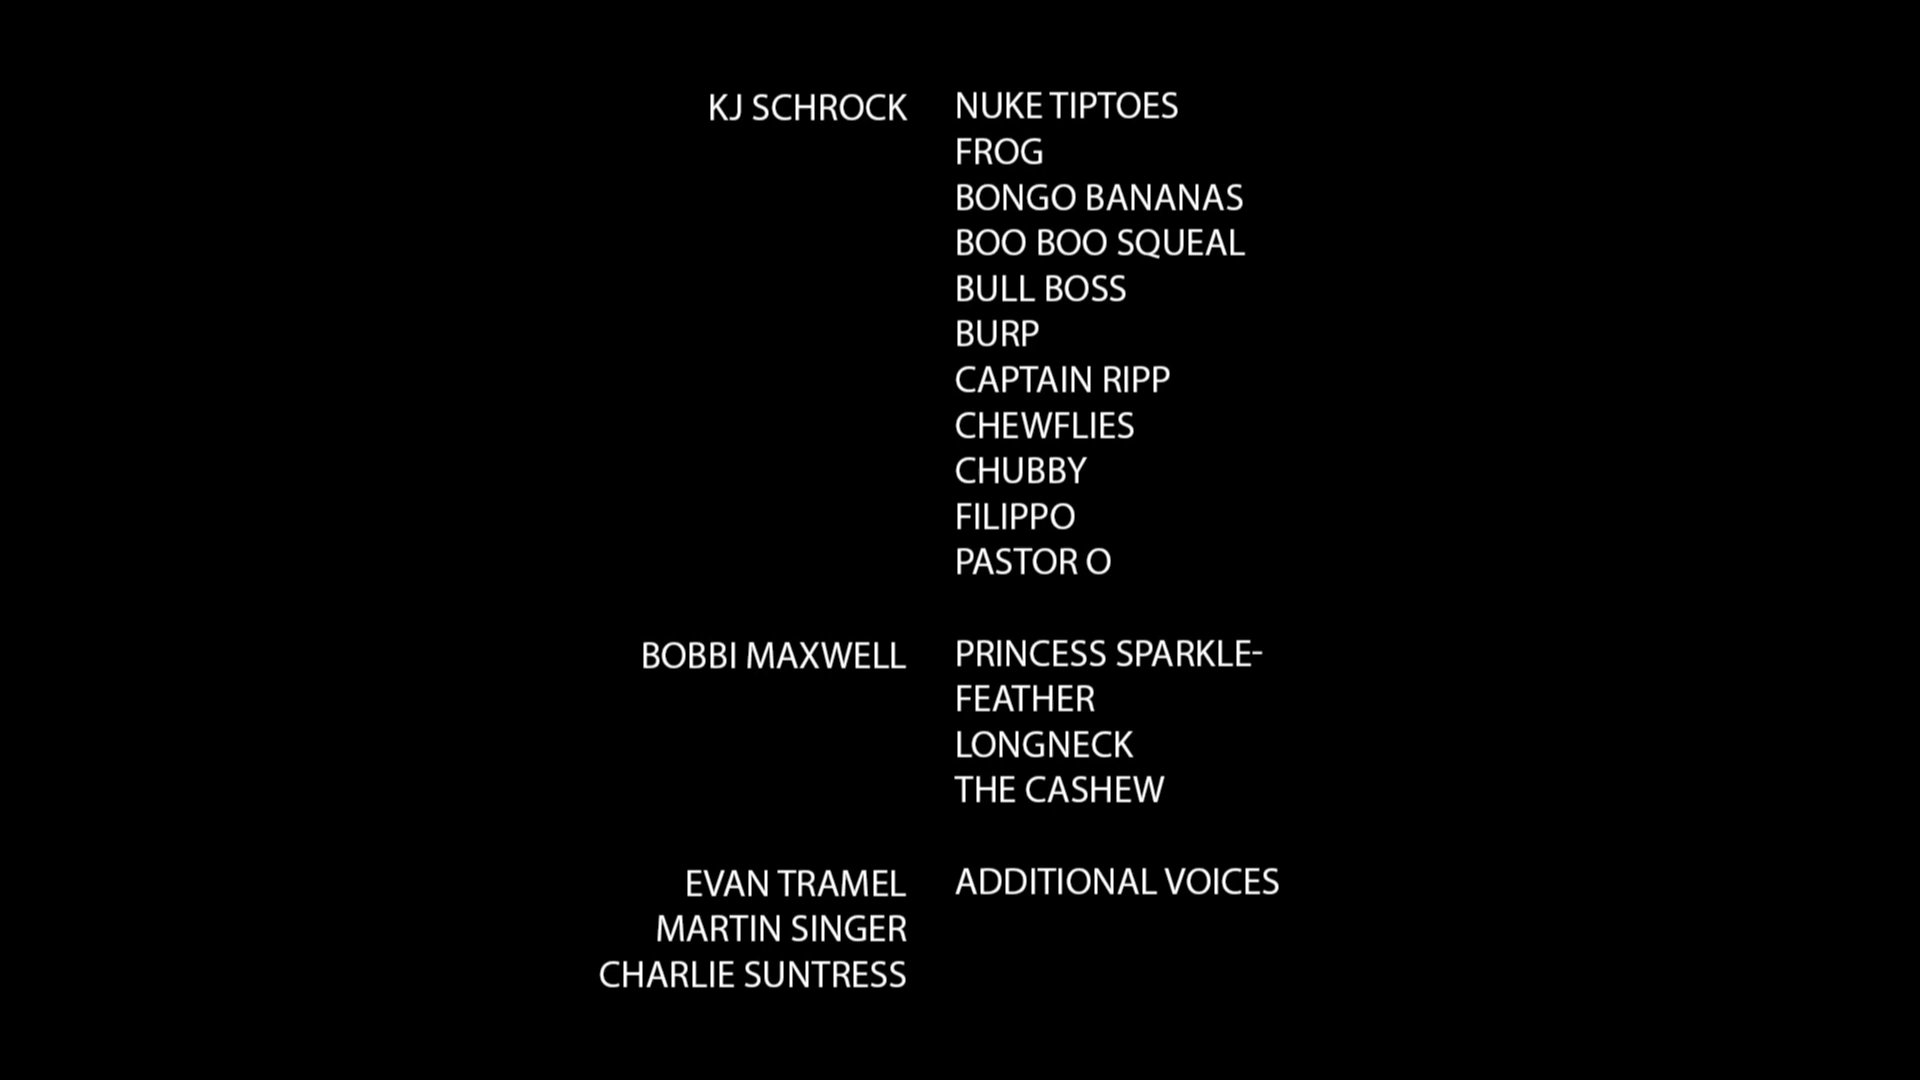 KJ SCHROCK NUKE TIPTOES
FROG
BONGO BANANAS
BOO BOO SQUEAL
BULL BOSS
BURP
CAPTAIN RIPP
CHEWFLIES
CHUBBY
FILIPPO
PASTOR O
BOBBI MAXWELL PRINCESS SPARKLE-
FEATHER
LONGNECK
THE CASHEW
EVAN TRAMEL ADDITIONAL VOICES
MARTIN SINGER
CHARLIE SUNTRESS